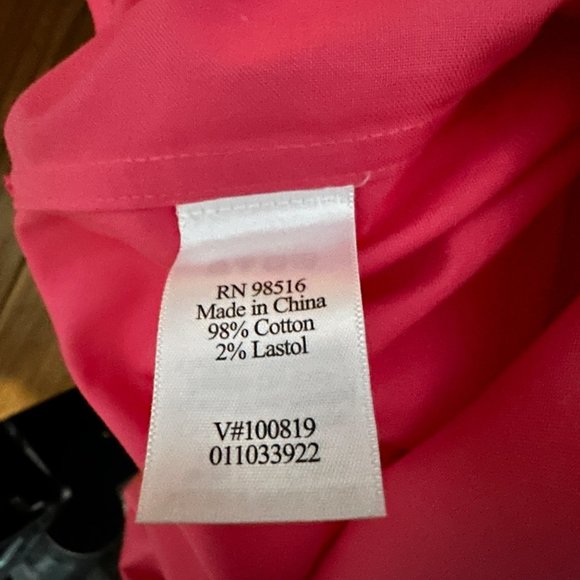 RN 98516
Made in China
98% Cotton
2% Lastol
V#100819
011033922